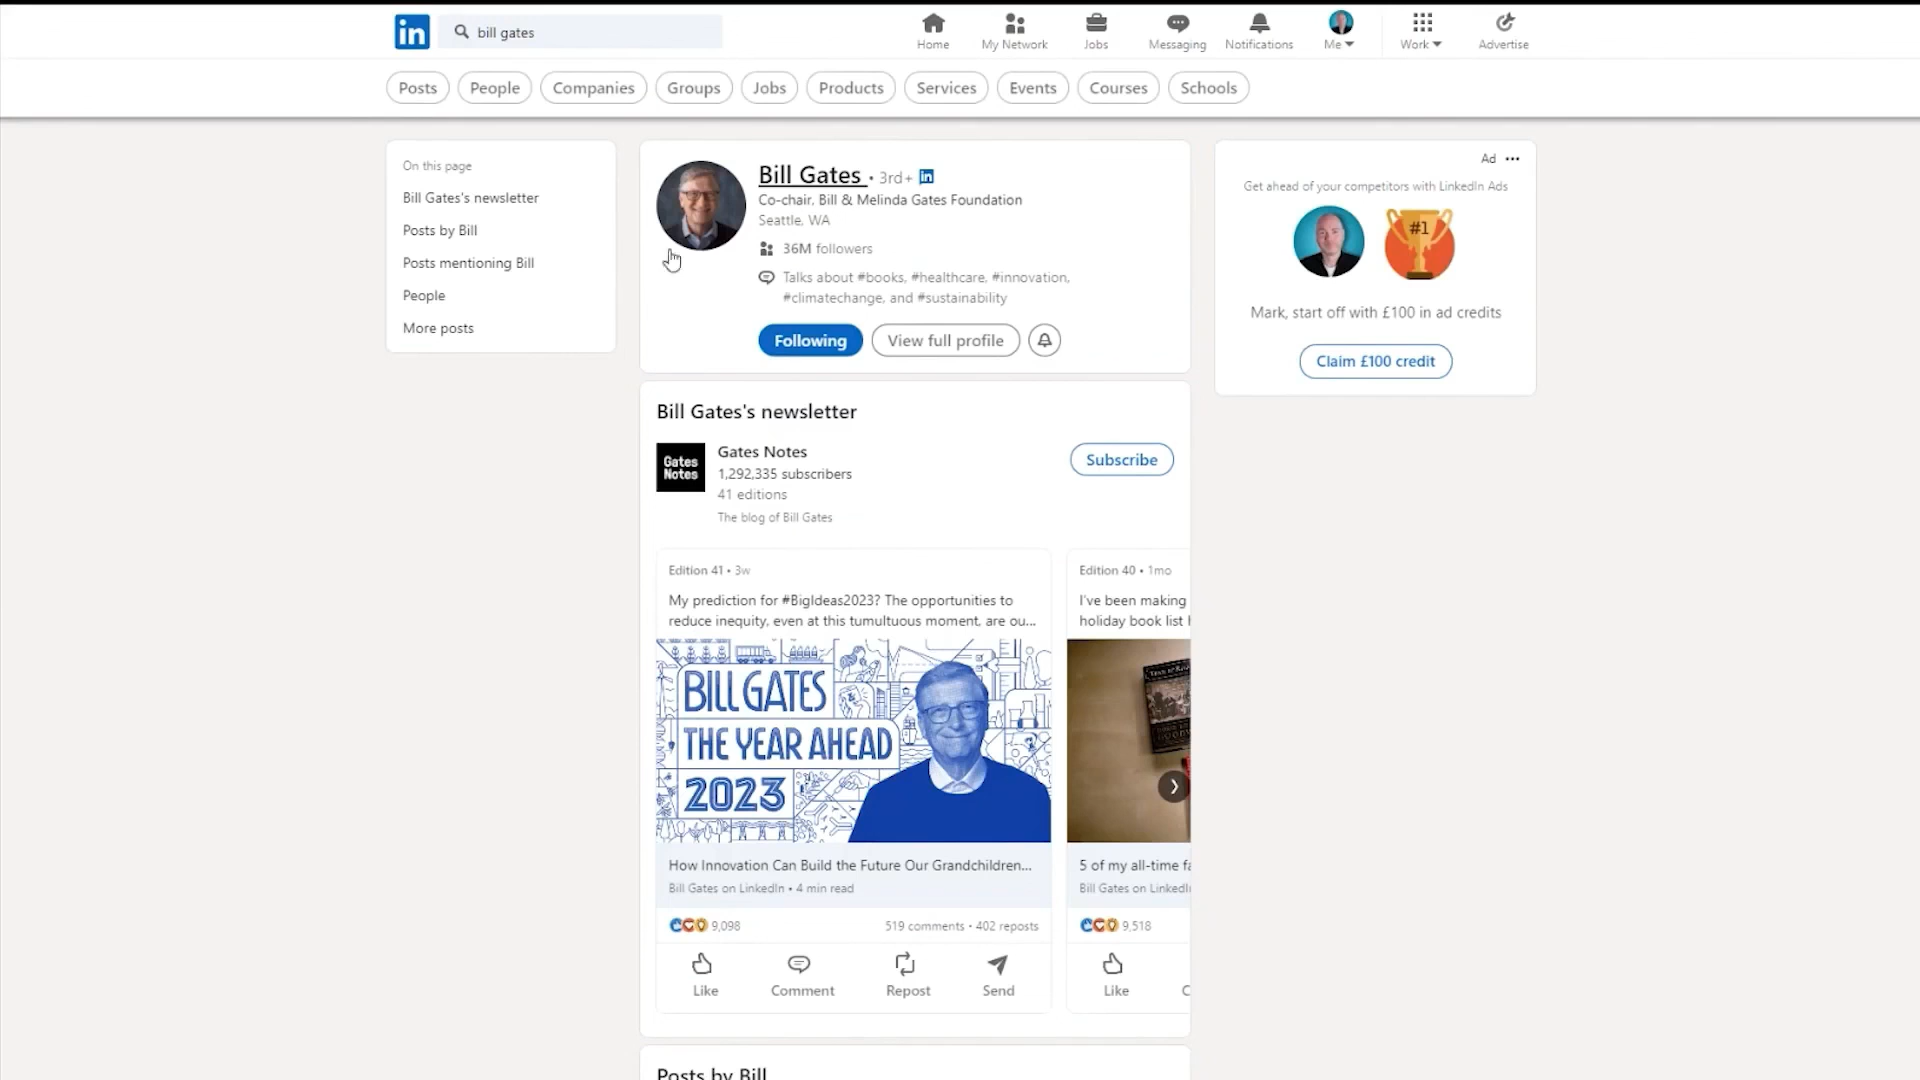 in
bill gates
Home
My Network
Jobs
Messaging
Notifications
Me
Work
Advertise
Posts
People
Companies
Groups
Jobs
Products
Services
Events
Courses
Schools
On this page
Bill Gates's newsletter
Posts by Bill
Posts mentioning Bill
People
More posts
Bill Gates • 3rd+ in
Co-chair, Bill & Melinda Gates Foundation
Seattle, WA
36M followers
Talks about #books, #healthcare, #innovation,
#climatechange, and #sustainability
Following
View full profile
Ad
Get ahead of your competitors with LinkedIn Ads
#1
Mark, start off with £100 in ad credits
Claim £100 credit
Bill Gates's newsletter
Gates
Notes
Gates Notes
1,292,335 subscribers
41 editions
The blog of Bill Gates
Subscribe
Edition 41 • 3w
My prediction for #BigIdeas2023? The opportunities to
reduce inequity, even at this tumultuous moment, are ou...
BILL GATES
THE YEAR AHEAD
2023
How Innovation Can Build the Future Our Grandchildren...
Bill Gates on LinkedIn • 4 min read
9,098
519 comments • 402 reposts
Like
Comment
Repost
Send
Edition 40 • 1mo
I've been making
holiday book list
5 of my all-time fa
Bill Gates on LinkedIn
9,518
Like
C
Posts by Bill